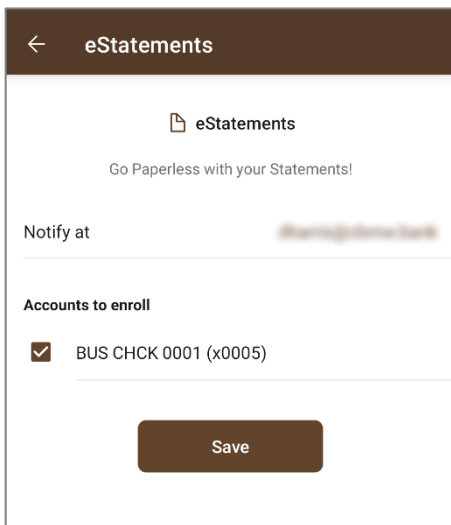 eStatements
eStatements
Go Paperless with your Statements!
Notify at
Accounts to enroll
BUS CHCK 0001 (x0005)
Save